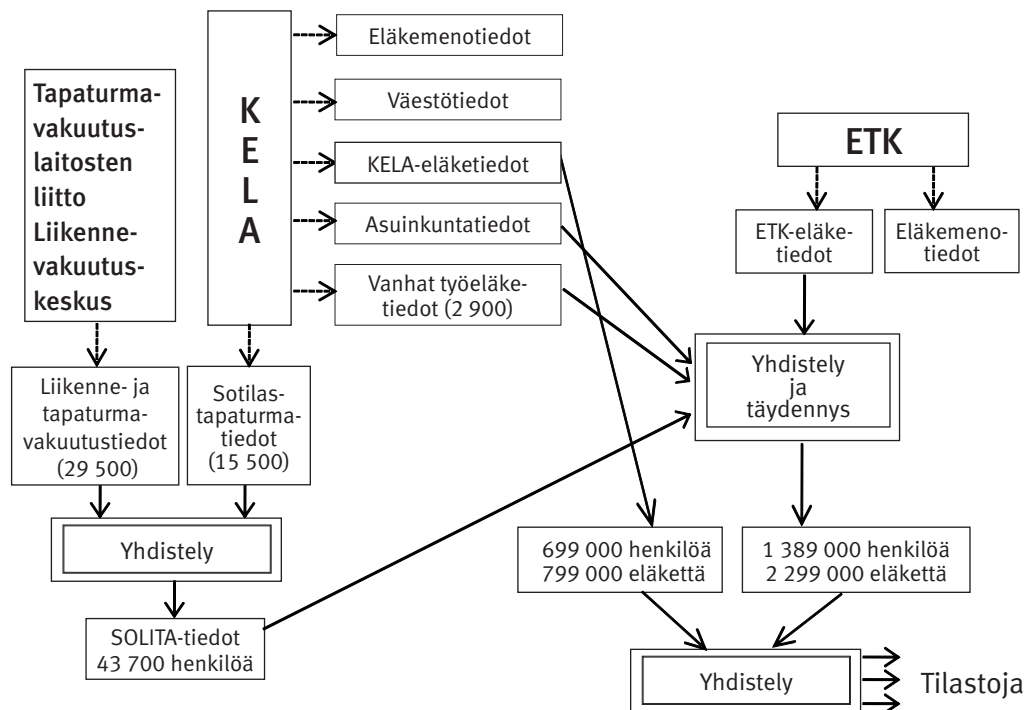 Tapaturma-
vakuutus-
laitosten
liitto
Liikenne-
vakuutus-
keskus
K
E
L
A
Eläkemenotiedot
Väestötiedot
KELA-eläketiedot
Asuinkuntatiedot
Vanhat työeläke-
tiedot (2 900)
ETK
ETK-eläke-
tiedot
Eläkemeno-
tiedot
Liikenne- ja
tapaturma-
vakuutustiedot
(29 500)
Sotilas-
tapaturma-
tiedot
(15 500)
Yhdistely
ja
täydennys
Yhdistely
SOLITA-tiedot
43 700 henkilöä
699 000 henkilöä
799 000 eläkettä
1 389 000 henkilöä
2 299 000 eläkettä
Yhdistely
Tilastoja